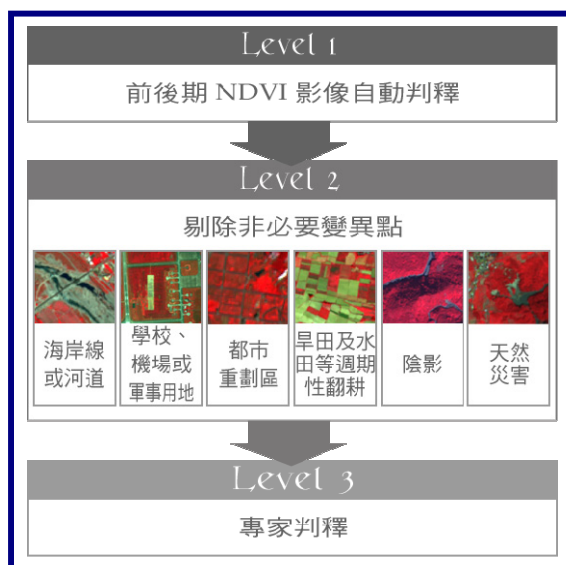 Level 1
前後期 NDVI 影像自動判釋
Level 2
剔除非必要變異點
海岸線
或河道
學校、
機場或
軍事用地
都市
重劃區
旱田及水
田等週期
性翻耕
陰影
天然
災害
Level 3
專家判釋